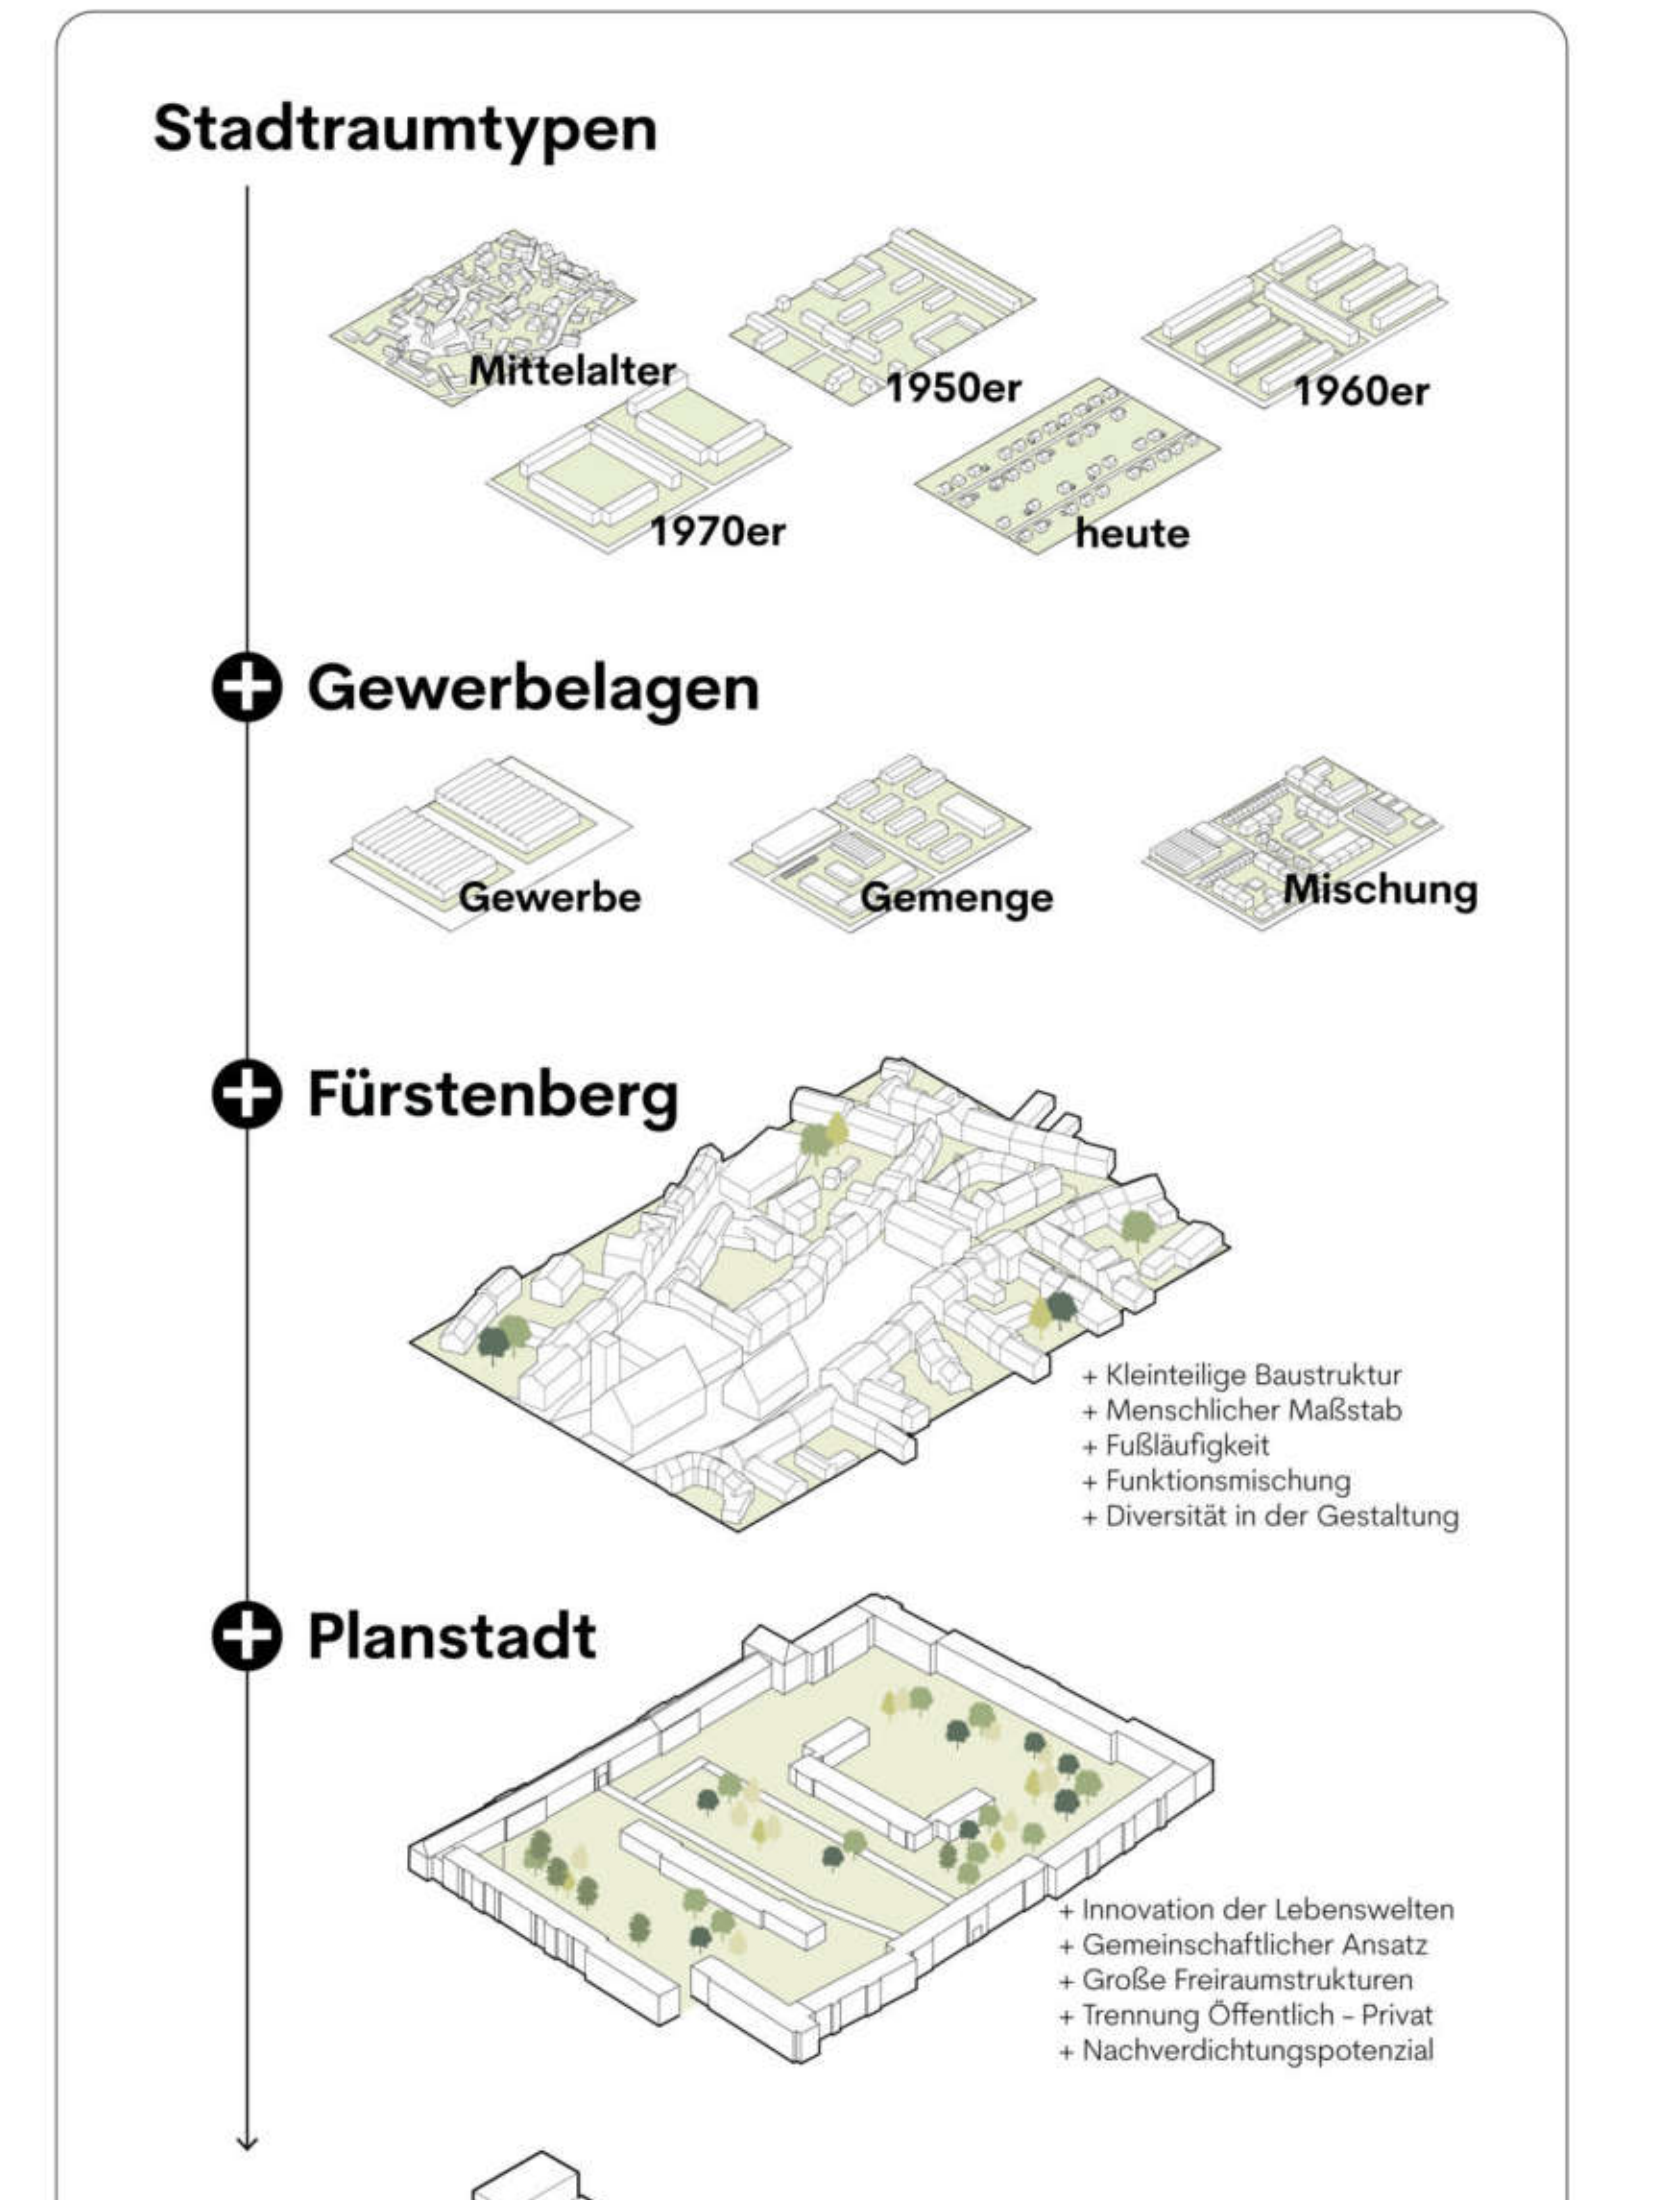 Stadtraumtypen
Mittelalter
1950er
1960er
1970er
heute
Gewerbelagen
Gewerbe
Gemenge
Mischung
Fürstenberg
+ Kleinteilige Baustruktur
+ Menschlicher Maßstab
+ Fußläufigkeit
+ Funktionsmischung
+ Diversität in der Gestaltung
Planstadt
+ Innovation der Lebenswelten
+ Gemeinschaftlicher Ansatz
+ Große Freiraumstrukturen
+ Trennung Öffentlich - Privat
+ Nachverdichtungspotenzial